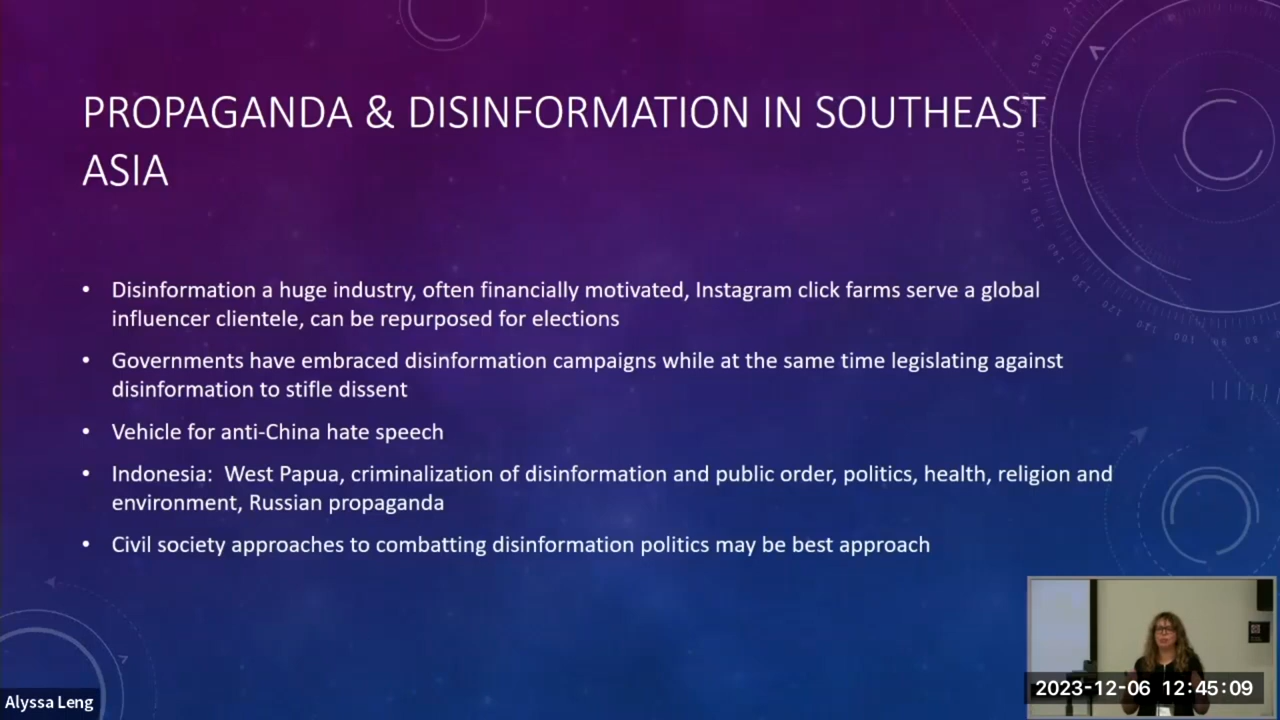 PROPAGANDA & DISINFORMATION IN SOUTHEAST
ASIA
• Disinformation a huge industry, often financially motivated, Instagram click farms serve a global
influencer clientele, can be repurposed for elections
• Governments have embraced disinformation campaigns while at the same time legislating against
disinformation to stifle dissent
• Vehicle for anti-China hate speech
• Indonesia:  West Papua, criminalization of disinformation and public order, politics, health, religion and
environment, Russian propaganda
• Civil society approaches to combatting disinformation politics may be best approach
Alyssa Leng
2023-12-06 12:45:09